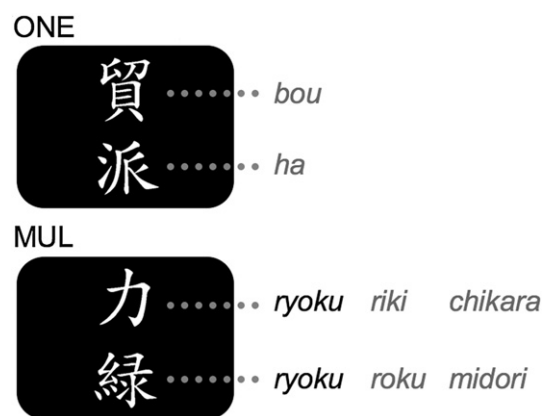 ONE
貿 bou
派 ha
MUL
力 ryoku riki chikara
緑 ryoku roku midori